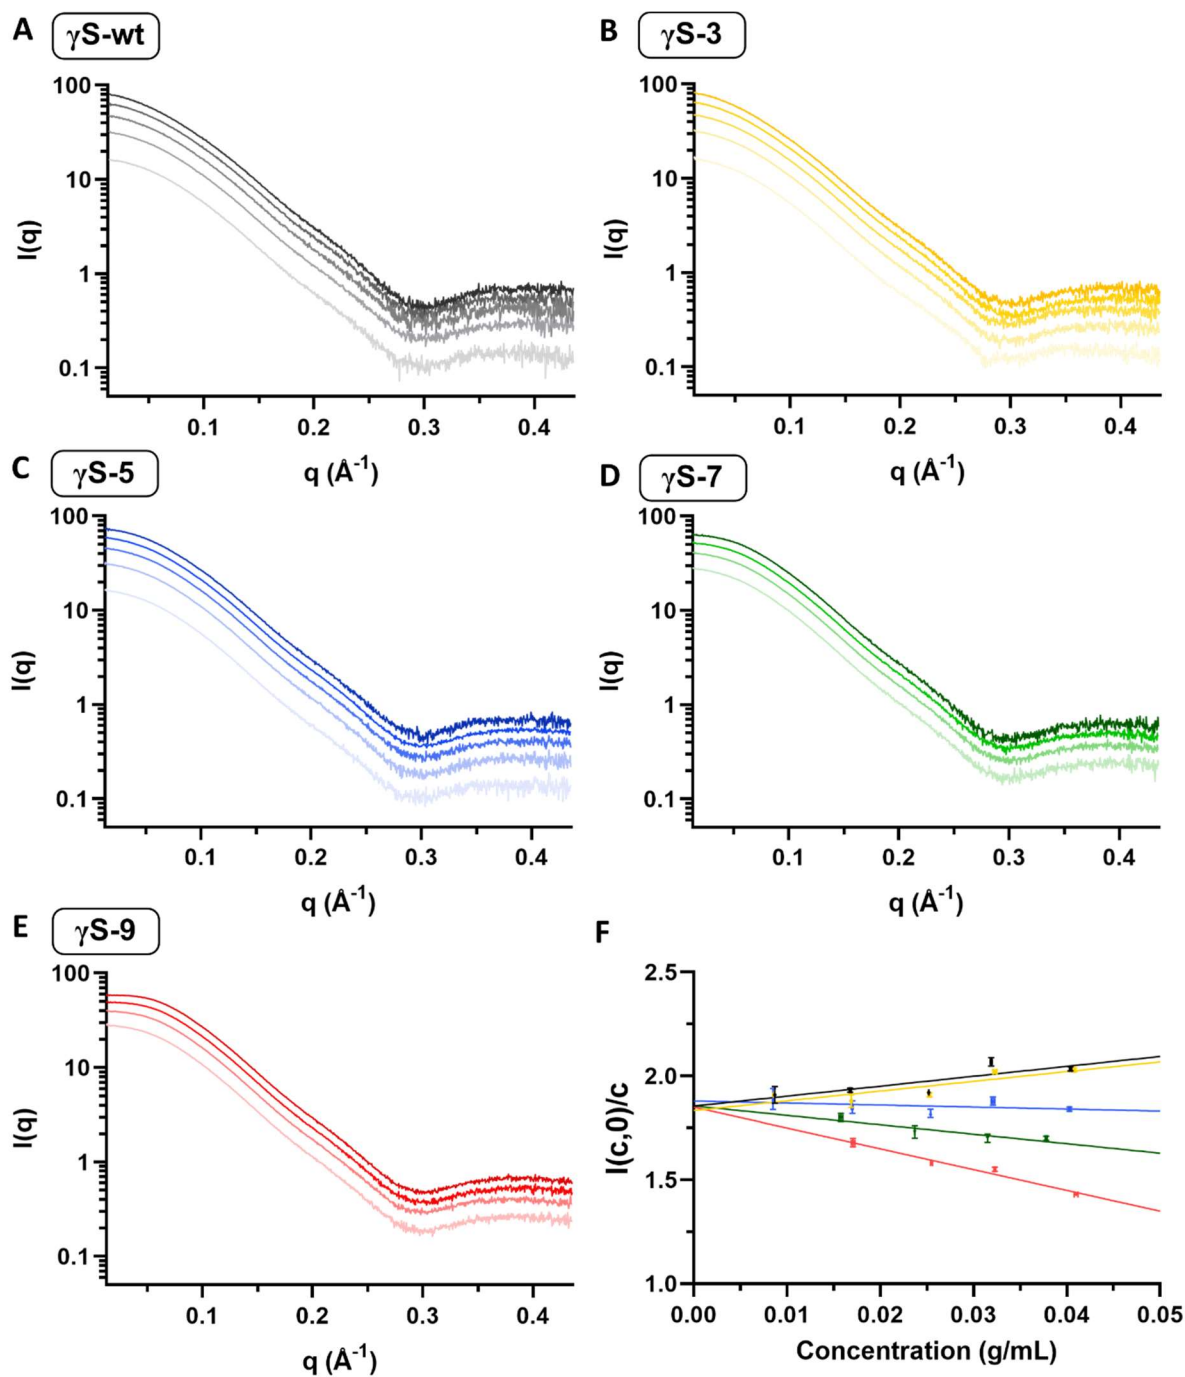 A
γS-wt
100
10
1
0.1
I(q)
0.1 0.2 0.3 0.4
q (Å⁻¹)
B
γS-3
100
10
1
0.1
I(q)
0.1 0.2 0.3 0.4
q (Å⁻¹)
C
γS-5
100
10
1
0.1
I(q)
0.1 0.2 0.3 0.4
q (Å⁻¹)
D
γS-7
100
10
1
0.1
I(q)
0.1 0.2 0.3 0.4
q (Å⁻¹)
E
γS-9
100
10
1
0.1
I(q)
0.1 0.2 0.3 0.4
q (Å⁻¹)
F
2.5
2.0
1.5
1.0
I(c,0)/c
0.00 0.01 0.02 0.03 0.04 0.05
Concentration (g/mL)